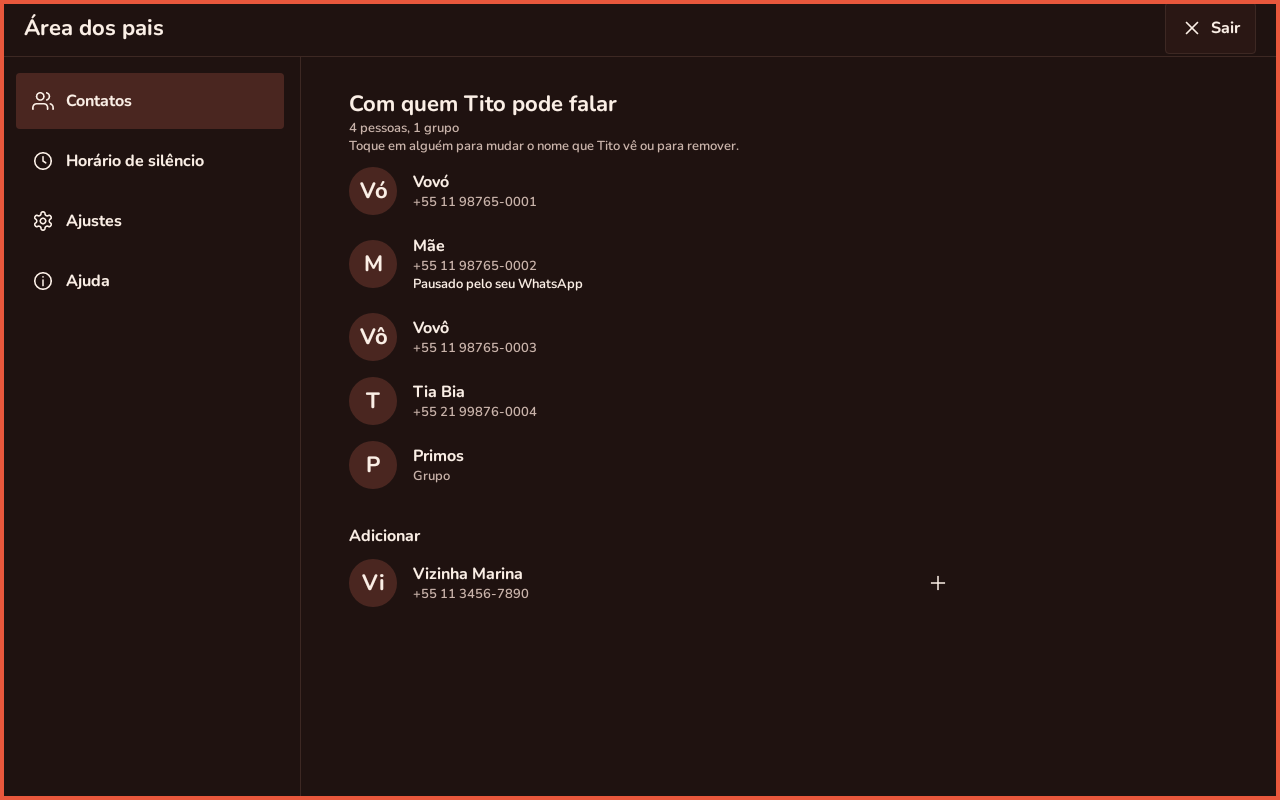 Área dos pais
Sair
Contatos
Horário de silêncio
Ajustes
Ajuda
Com quem Tito pode falar
4 pessoas, 1 grupo
Toque em alguém para mudar o nome que Tito vê ou para remover.
Vó
Vovó
+55 11 98765-0001
M
Mãe
+55 11 98765-0002
Pausado pelo seu WhatsApp
Vô
Vovô
+55 11 98765-0003
T
Tia Bia
+55 21 99876-0004
P
Primos
Grupo
Adicionar
Vi
Vizinha Marina
+55 11 3456-7890